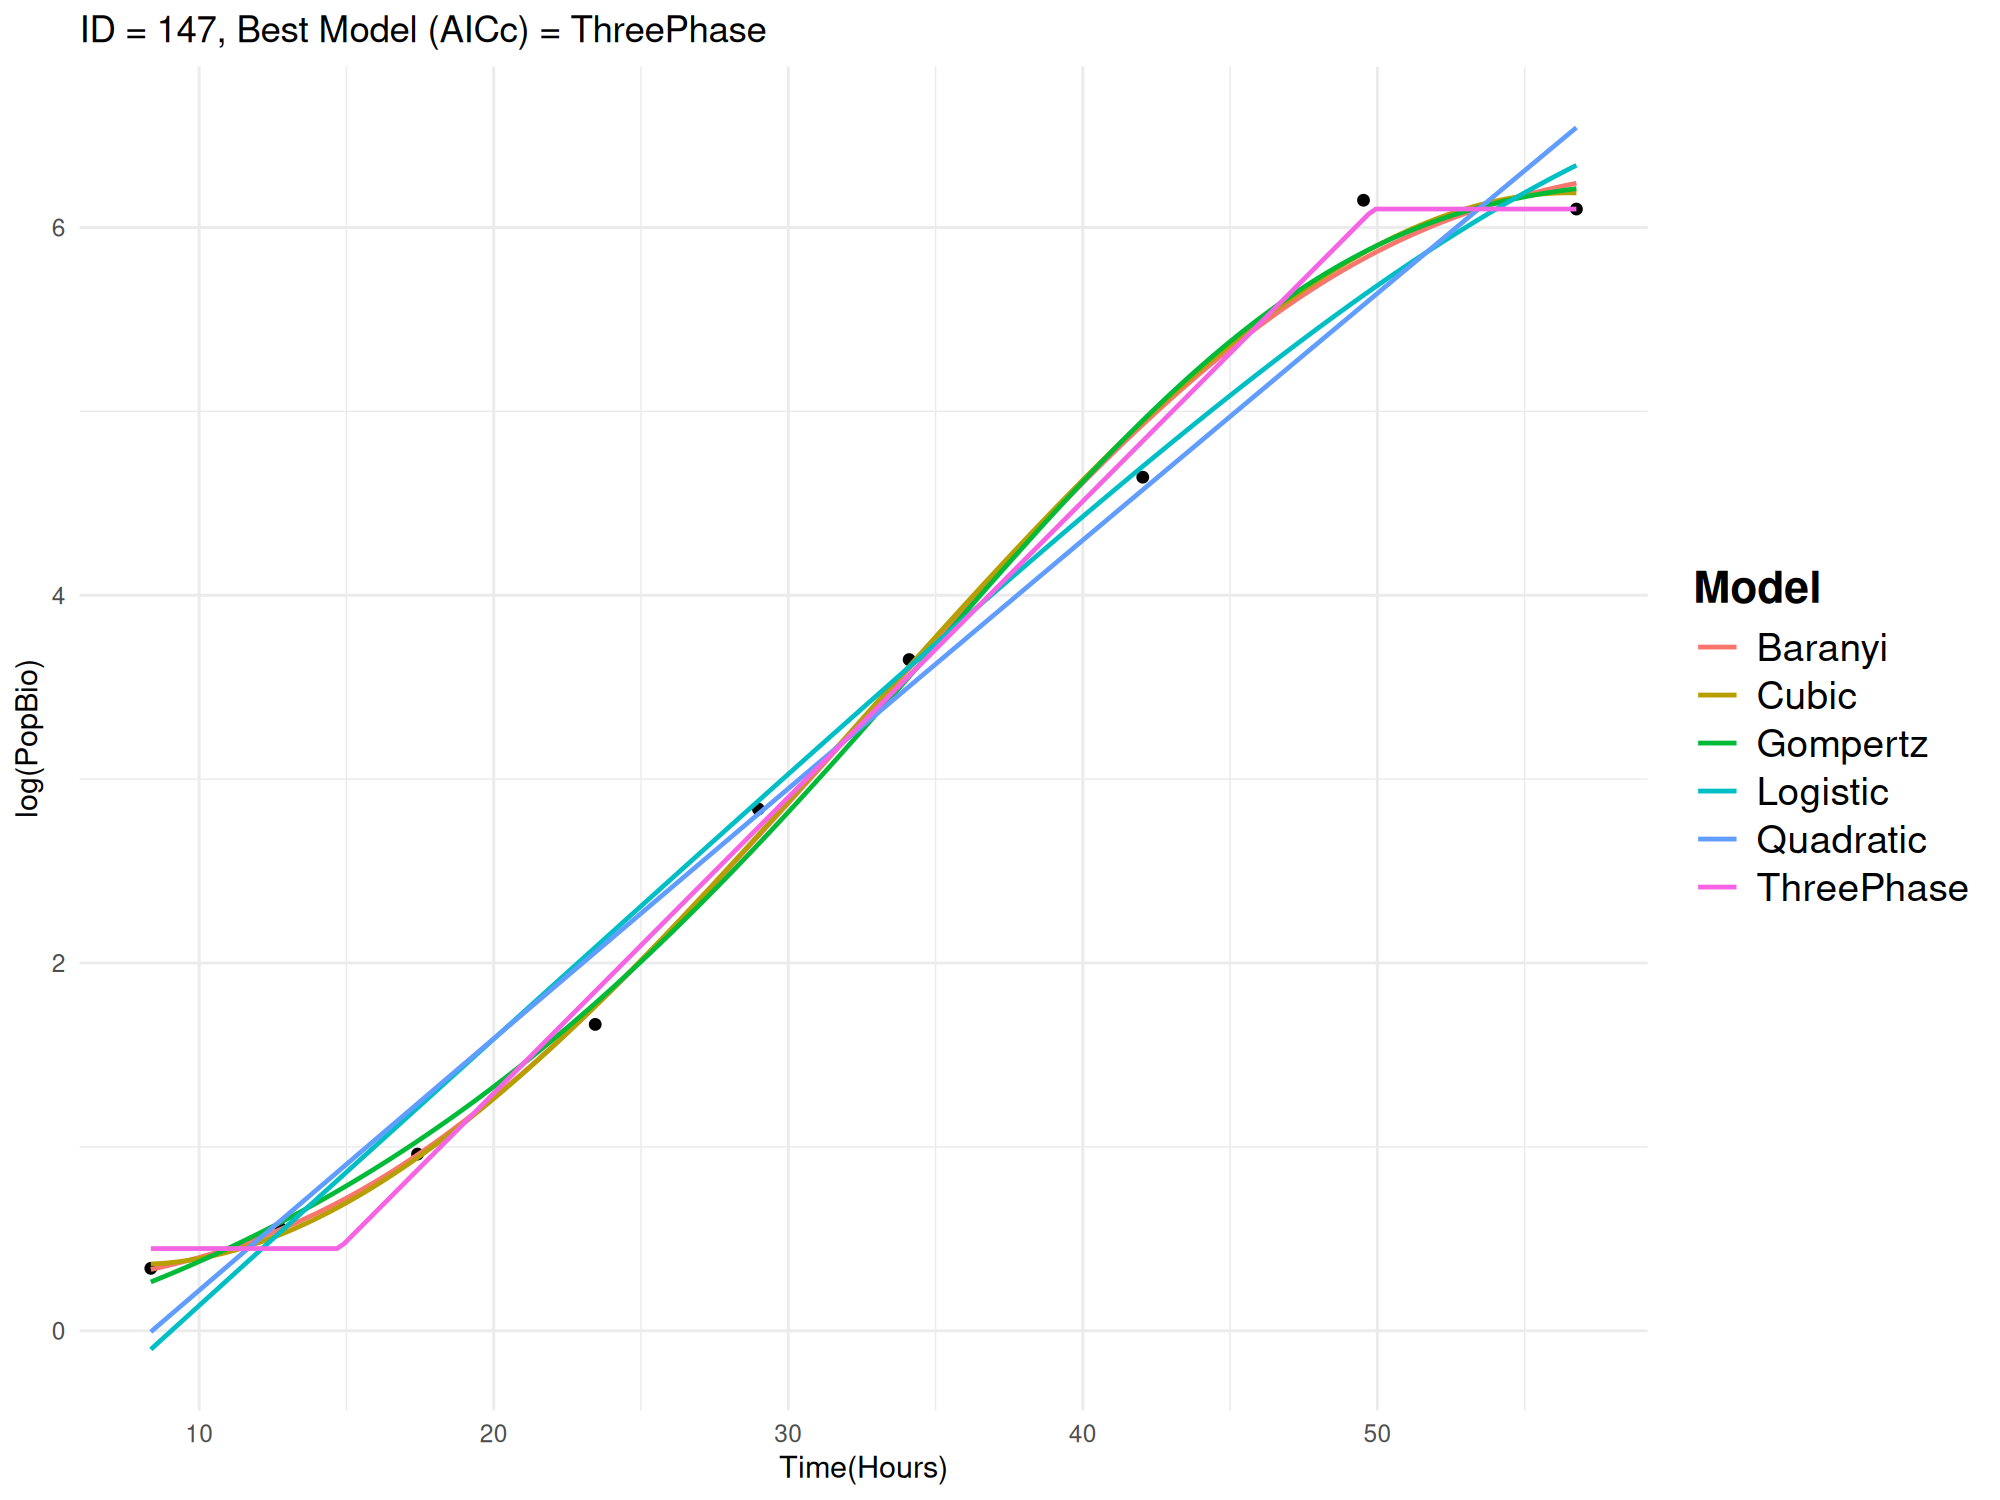 ID = 147, Best Model (AICc) = ThreePhase
6
4
2
0
log(PopBio)
10 20 30 40 50
Time(Hours)
Model
Baranyi
Cubic
Gompertz
Logistic
Quadratic
ThreePhase